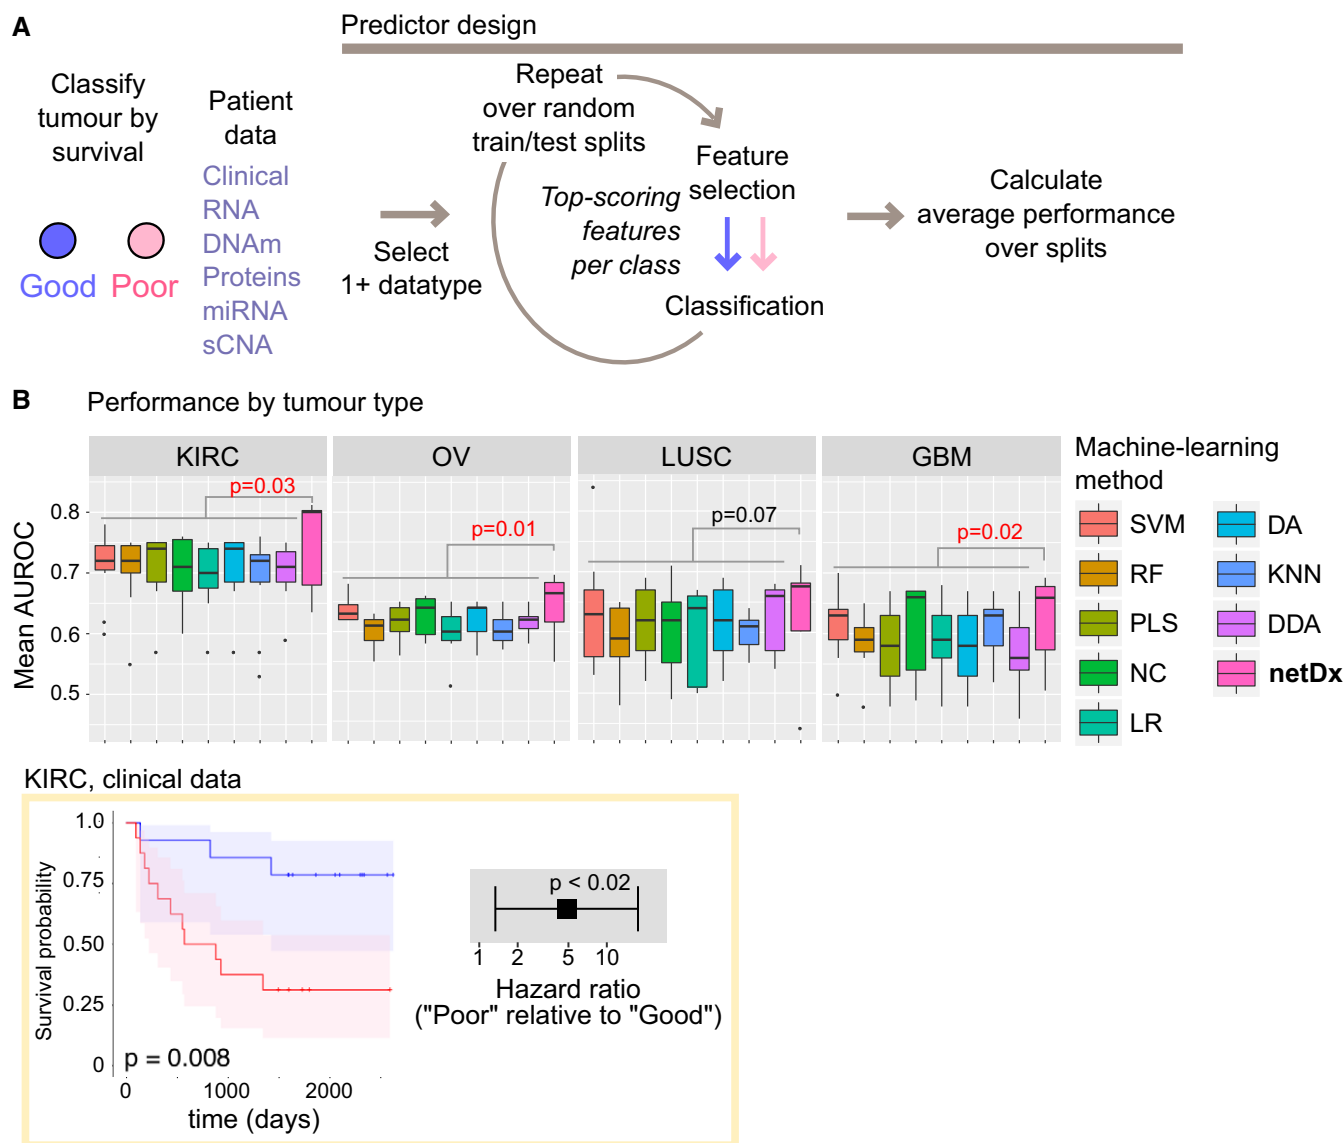 A
Predictor design
Classify
tumour by
survival
Good
Poor
Patient
data
Clinical
RNA
DNAm
Proteins
miRNA
sCNA
Select
1+ datatype
Repeat
over random
train/test splits
Feature
selection
Top-scoring
features
per class
Classification
Calculate
average performance
over splits
B
Performance by tumour type
KIRC
OV
LUSC
GBM
p=0.03
p=0.01
p=0.07
p=0.02
Mean AUROC
0.8
0.7
0.6
0.5
Machine-learning
method
SVM
RF
PLS
NC
LR
DA
KNN
DDA
netDx
KIRC, clinical data
Survival probability
1.0
0.75
0.50
0.25
0
p = 0.008
0
1000
2000
time (days)
p < 0.02
1
2
5
10
Hazard ratio
("Poor" relative to "Good")